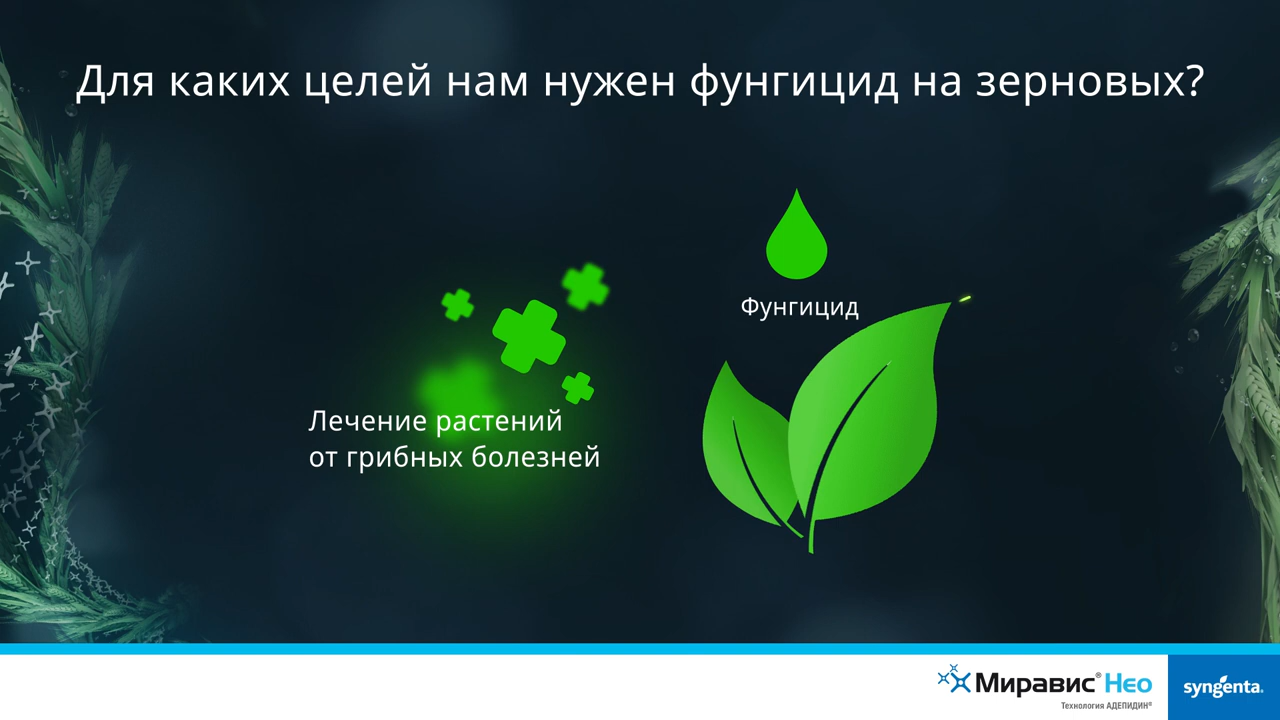 Для каких целей нам нужен фунгицид на зерновых?
Фунгицид
Лечение растений
от грибных болезней
Миравис® Нео
Технология АДЕПИДИН®
syngenta®